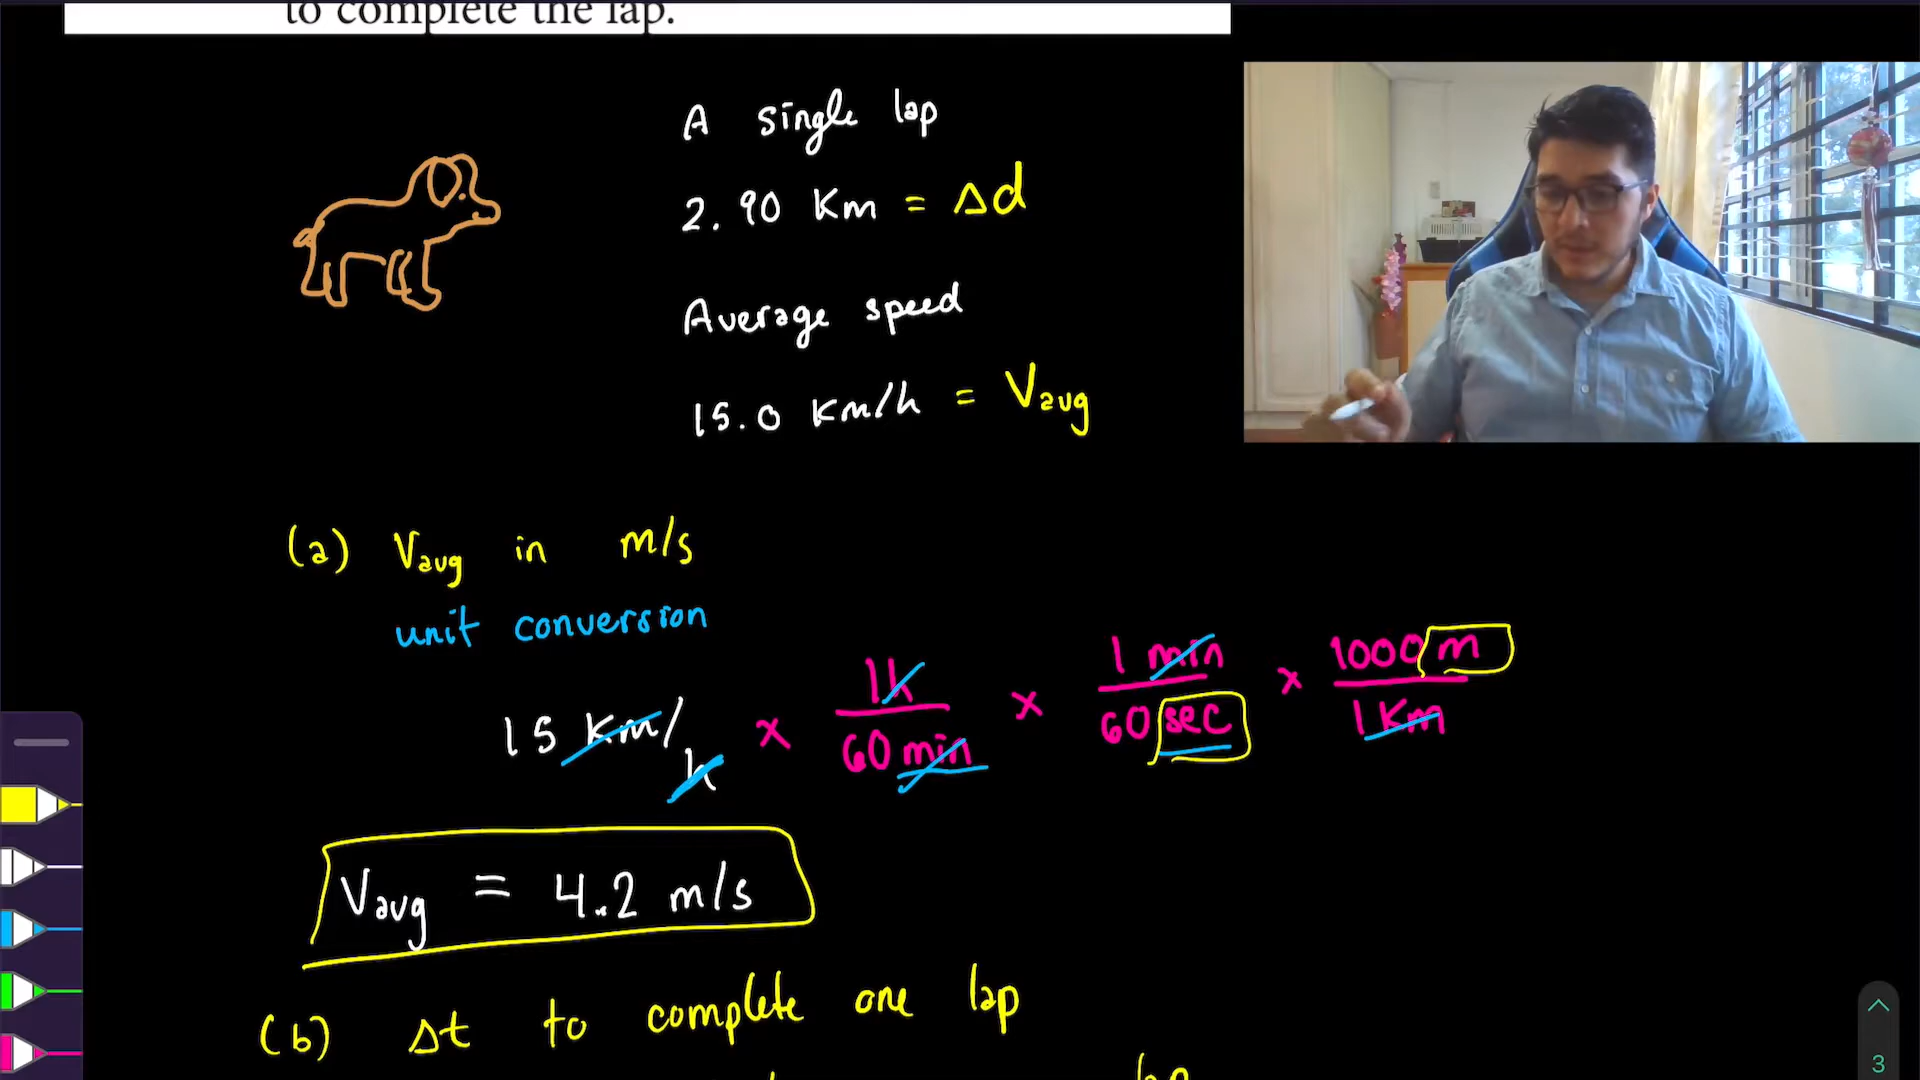 to complete the lap.
A single lap
2.90 Km = Δd
Average speed
15.0 Km/h = Vavg
(a) Vavg in m/s
unit conversion
15 Km/h × 1h/60 min × 1 min/60 sec × 1000 m/1 Km
Vavg = 4.2 m/s
(b) Δt to complete one lap
3